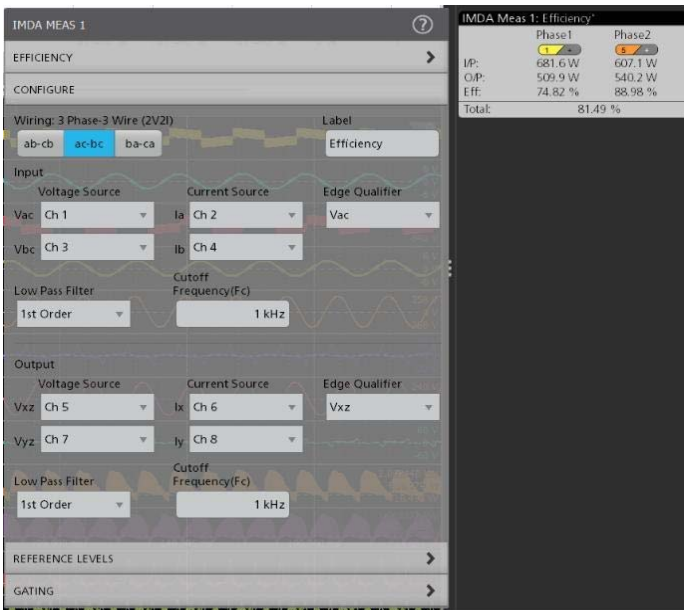 IMDA MEAS 1
?
EFFICIENCY
CONFIGURE
Wiring: 3 Phase-3 Wire (2V2I) Label
ab-cb ac-bc ba-ca Efficiency
Input
Voltage Source Current Source Edge Qualifier
Vac Ch 1 Ia Ch 2 Vac
Vbc Ch 3 Ib Ch 4
Low Pass Filter Cutoff Frequency(Fc)
1st Order 1 kHz
Output
Voltage Source Current Source Edge Qualifier
Vxz Ch 5 Ix Ch 6 Vxz
Vyz Ch 7 Iy Ch 8
Low Pass Filter Cutoff Frequency(Fc)
1st Order 1 kHz
REFERENCE LEVELS
GATING
IMDA Meas 1: Efficiency'
Phase1 Phase2
I/P: 681.6 W 607.1 W
O/P: 509.9 W 540.2 W
Eff: 74.82 % 88.98 %
Total: 81.49 %